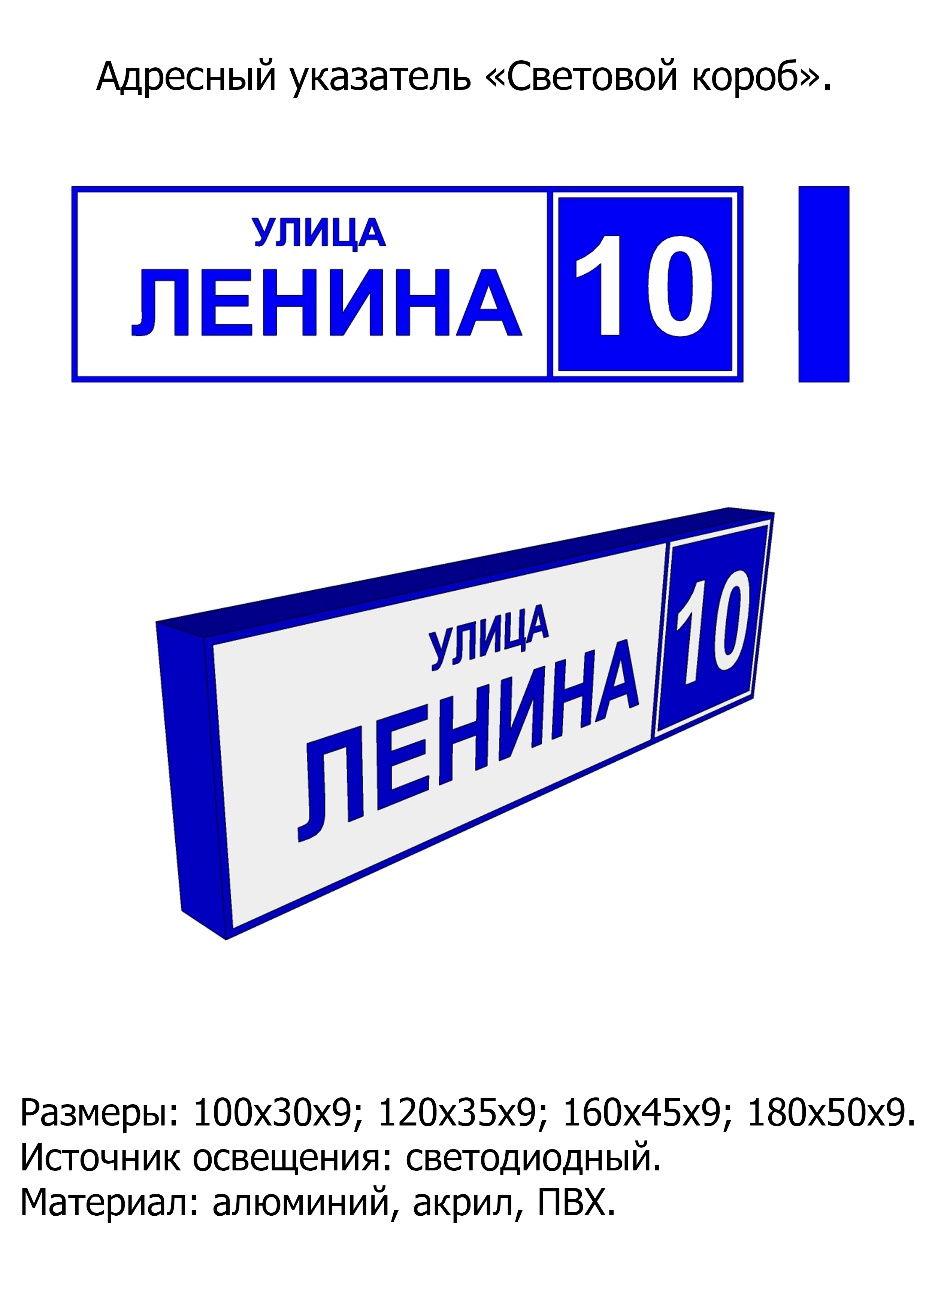 Адресный указатель «Световой короб».
УЛИЦА
ЛЕНИНА
10
УЛИЦА
ЛЕНИНА
10
Размеры: 100х30х9; 120х35х9; 160х45х9; 180х50х9.
Источник освещения: светодиодный.
Материал: алюминий, акрил, ПВХ.